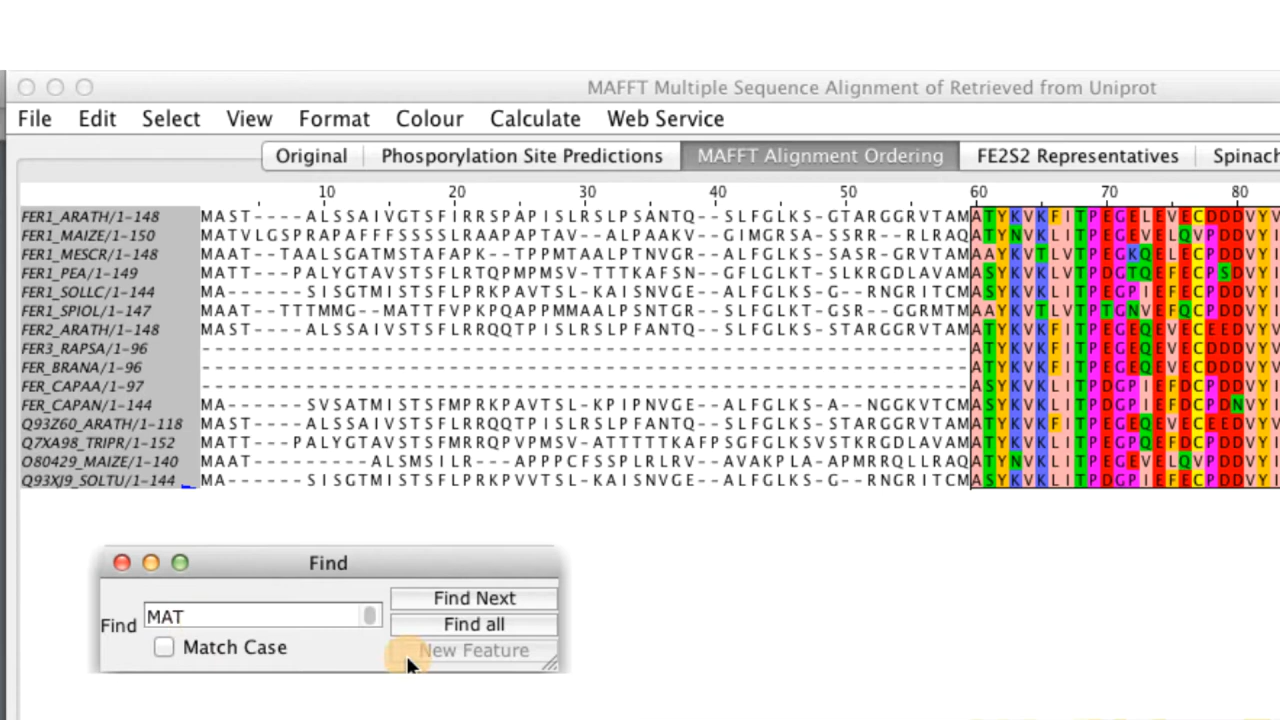 MAFFT Multiple Sequence Alignment of Retrieved from Uniprot
File Edit Select View Format Colour Calculate Web Service
Original Phosporylation Site Predictions MAFFT Alignment Ordering FE2S2 Representatives Spinach
10 20 30 40 50 60 70 80
FER1_ARATH/1-148 MAST----ALSSAIVGTSFIRRSPAPISLRSLPSANTQ--SLFGLKS-GTARGGRVTAMATYKVKFITPEGELEVECDDDVYV
FER1_MAIZE/1-150 MATVLGSPRAPAFFFSSSSLRAAPAPTAV--ALPAAKV--GIMGRSA-SSRR--RLRAQATYNVKLITPEGEVELQVPDDVYI
FER1_MESCR/1-148 MAAT--TAALSGATMSTAFAPK--TPPMTAALPTNVGR--ALFGLKS-SASR-GRVTAMAAYKVTLVTPEGKQELECPDDVYI
FER1_PEA/1-149 MATT---PALYGTAVSTSFLRTQPMPMSV-TTTKAFSN--GFLGLKT-SLKRGDLAVAMASYKVKLVTPDGTQEFECPSDVYI
FER1_SOLLC/1-144 MA------SISGTMISTSFLPRKPAVTSL-KAISNVGE--ALFGLKS-G--RNGRITCMASYKVKLITPEGPIEFECPDDVYI
FER1_SPIOL/1-147 MAAT--TTTMMG--MATTFVPKPQAPPMMAALPSNTGR--SLFGLKT-GSR--GGRMTMAAYKVTLVTPTGNVEFQCPDDVYI
FER2_ARATH/1-148 MAST----ALSSAIVSTSFLRRQQTPISLRSLPFANTQ--SLFGLKS-STARGGRVTAMATYKVKFITPEGEQEVECEEDVYV
FER3_RAPSA/1-96 -----------------------------------------------------------ATYKVKFITPEGEQEVECDDDVYV
FER_BRANA/1-96 -----------------------------------------------------------ATYKVKFITPEGEQEVECDDDVYV
FER_CAPAA/1-97 -----------------------------------------------------------ASYKVKLITPDGPIEFDCPDDVYI
FER_CAPAN/1-144 MA------SVSATMISTSFMPRKPAVTSL-KPIPNVGE--ALFGLKS-A--NGGKVTCMASYKVKLITPDGPIEFDCPDNVYI
Q93Z60_ARATH/1-118 MAST----ALSSAIVSTSFLRRQQTPISLRSLPFANTQ--SLFGLKS-STARGGRVTAMATYKVKFITPEGEQEVECEEDVYV
Q7XA98_TRIPR/1-152 MATT---PALYGTAVSTSFMRRQPVPMSV-ATTTTTKAFPSGFGLKSVSTKRGDLAVAMATYKVKLITPEGPQEFDCPDDVYI
O80429_MAIZE/1-140 MAAT---------ALSMSILR---APPPCFSSPLRLRV--AVAKPLA-APMRRQLLRAQATYNVKLITPEGEVELQVPDDVYI
Q93XJ9_SOLTU/1-144 MA------SISGTMISTSFLPRKPVVTSL-KAISNVGE--ALFGLKS-G--RNGRITCMASYKVKLITPDGPIEFECPDDVYI
Find
Find MAT Find Next
Find all
Match Case New Feature